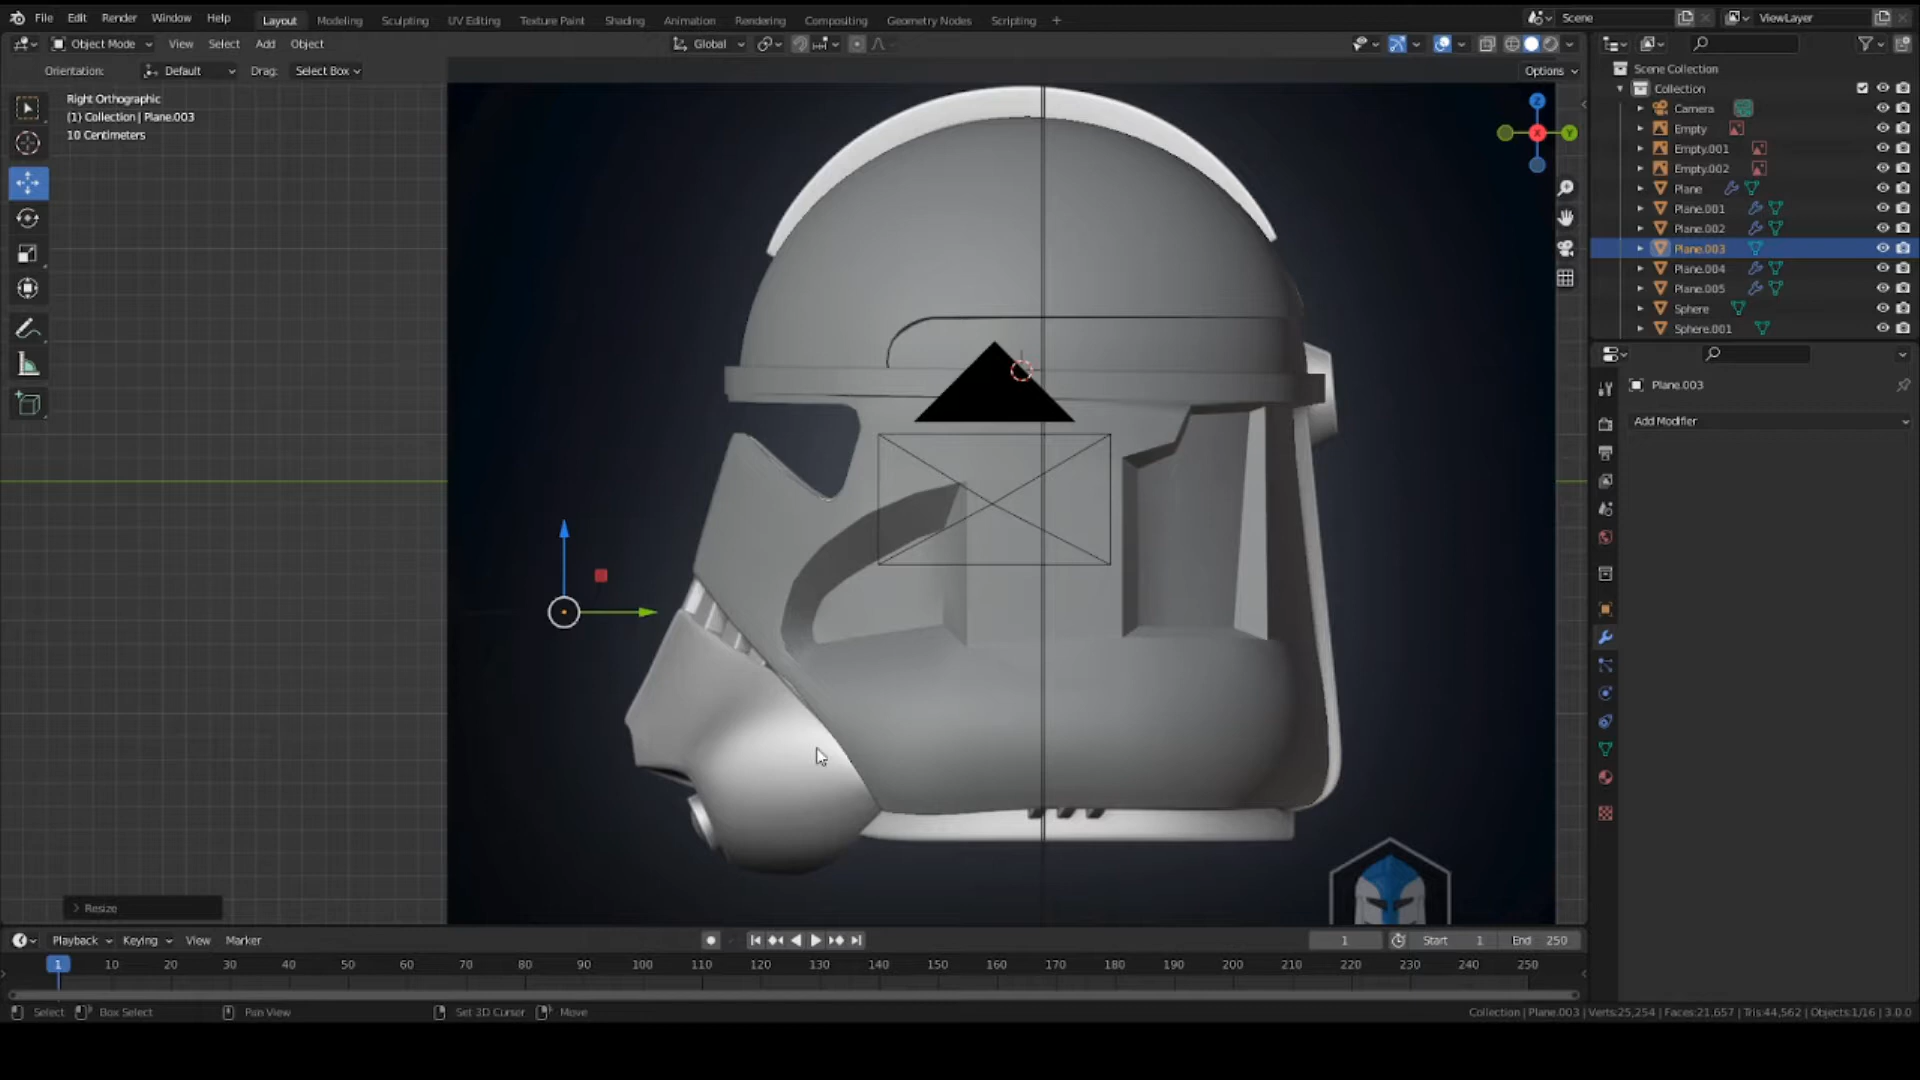 File Edit Render Window Help Layout Modeling Sculpting UV Editing Texture Paint Shading Animation Rendering Compositing Geometry Nodes Scripting + Scene ViewLayer
Object Mode View Select Add Object Global
Orientation: Default Drag: Select Box Options
Right Orthographic
(1) Collection | Plane.003
10 Centimeters
Z
X
Y
Scene Collection
Collection
Camera
Empty
Empty.001
Empty.002
Plane
Plane.001
Plane.002
Plane.003
Plane.004
Plane.005
Sphere
Sphere.001
Plane.003
Add Modifier
Resize
Playback Keying View Marker 1 Start 1 End 250
1 10 20 30 40 50 60 70 80 90 100 110 120 130 140 150 160 170 180 190 200 210 220 230 240 250
Select Box Select Pan View Set 3D Cursor Move Collection | Plane.003 | Verts:25,254 | Faces:21,657 | Tris:44,562 | Objects:1/16 | 3.0.0